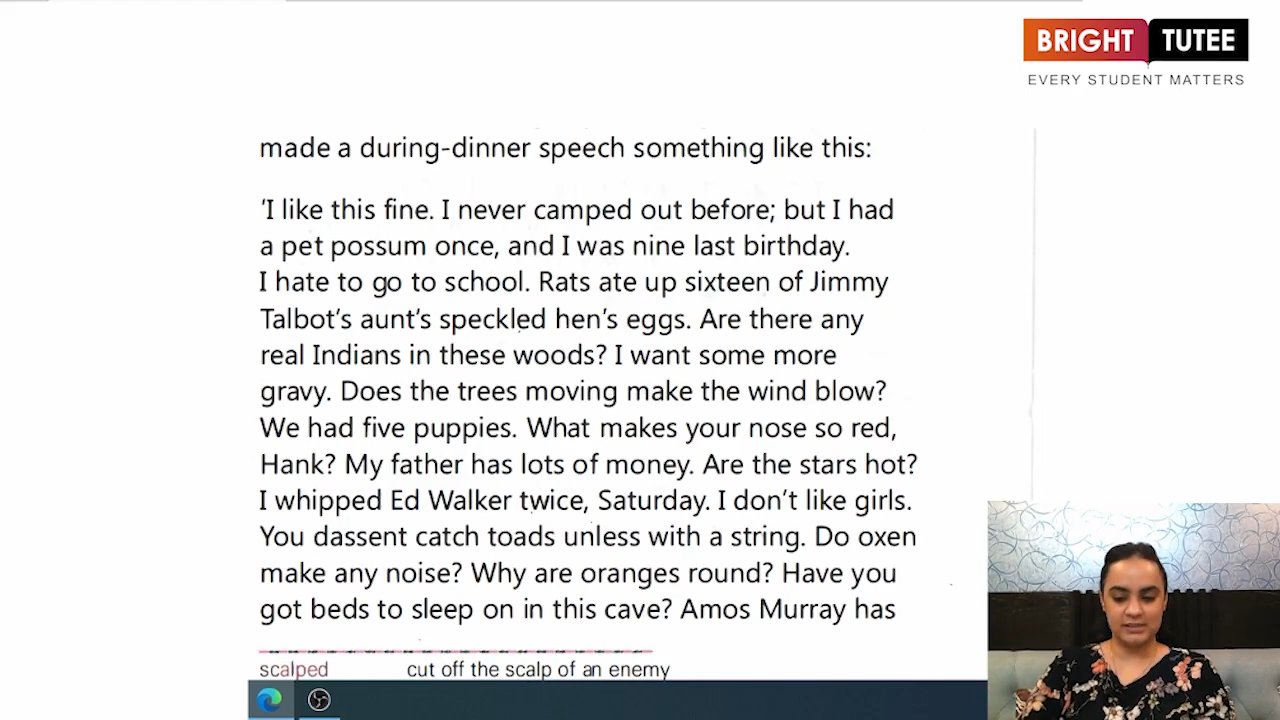 BRIGHT TUTEE
EVERY STUDENT MATTERS
made a during-dinner speech something like this:
'I like this fine. I never camped out before; but I had
a pet possum once, and I was nine last birthday.
I hate to go to school. Rats ate up sixteen of Jimmy
Talbot's aunt's speckled hen's eggs. Are there any
real Indians in these woods? I want some more
gravy. Does the trees moving make the wind blow?
We had five puppies. What makes your nose so red,
Hank? My father has lots of money. Are the stars hot?
I whipped Ed Walker twice, Saturday. I don't like girls.
You dassent catch toads unless with a string. Do oxen
make any noise? Why are oranges round? Have you
got beds to sleep on in this cave? Amos Murray has
scalped cut off the scalp of an enemy